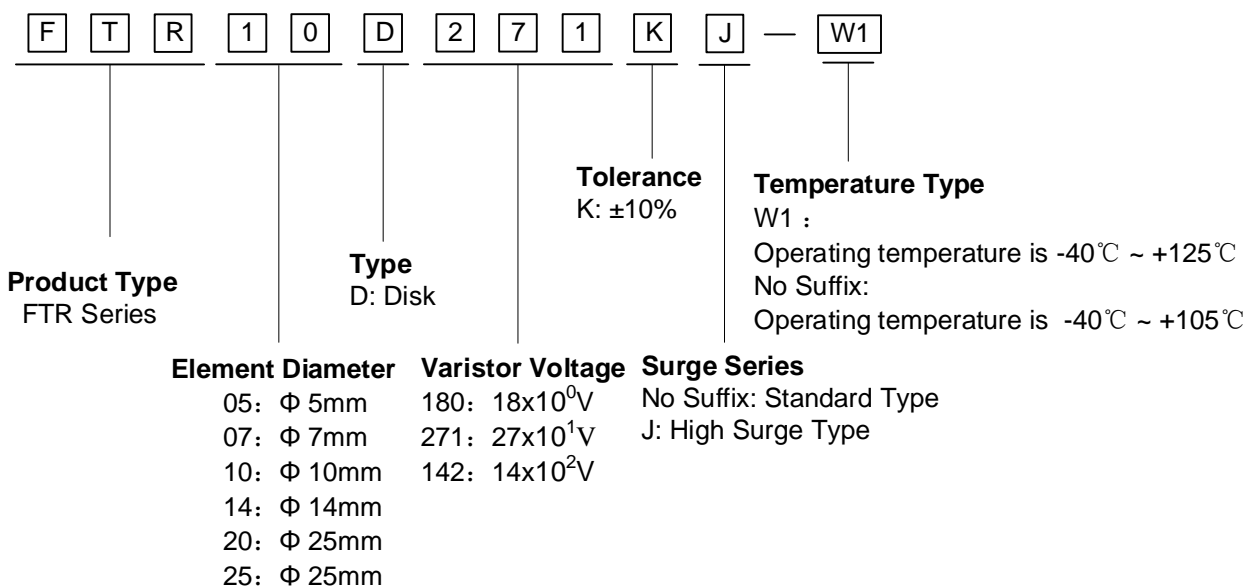 F T R 1 0 D 2 7 1 K J — W1
Tolerance
K: ±10%
Temperature Type
W1：
Operating temperature is -40℃ ~ +125℃
No Suffix:
Operating temperature is -40℃ ~ +105℃
Type
D: Disk
Product Type
FTR Series
Element Diameter
05：Φ 5mm
07：Φ 7mm
10：Φ 10mm
14：Φ 14mm
20：Φ 25mm
25：Φ 25mm
Varistor Voltage
180：18x10⁰V
271：27x10¹V
142：14x10²V
Surge Series
No Suffix: Standard Type
J: High Surge Type